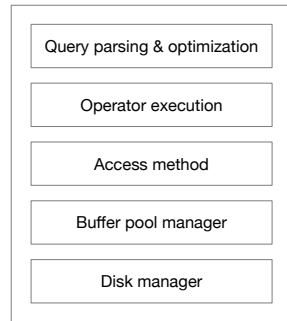 Query parsing & optimization
Operator execution
Access method
Buffer pool manager
Disk manager